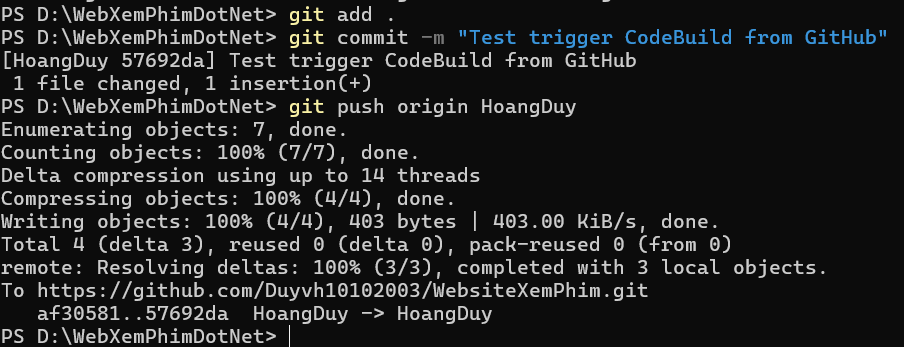 PS D:\WebXemPhimDotNet> git add .
PS D:\WebXemPhimDotNet> git commit -m "Test trigger CodeBuild from GitHub"
[HoangDuy 57692da] Test trigger CodeBuild from GitHub
 1 file changed, 1 insertion(+)
PS D:\WebXemPhimDotNet> git push origin HoangDuy
Enumerating objects: 7, done.
Counting objects: 100% (7/7), done.
Delta compression using up to 14 threads
Compressing objects: 100% (4/4), done.
Writing objects: 100% (4/4), 403 bytes | 403.00 KiB/s, done.
Total 4 (delta 3), reused 0 (delta 0), pack-reused 0 (from 0)
remote: Resolving deltas: 100% (3/3), completed with 3 local objects.
To https://github.com/Duyvh10102003/WebsiteXemPhim.git
   af30581..57692da  HoangDuy -> HoangDuy
PS D:\WebXemPhimDotNet>